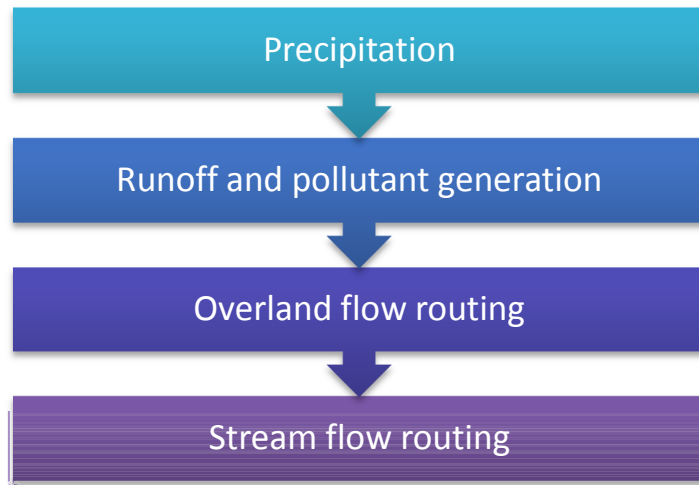 Precipitation
Runoff and pollutant generation
Overland flow routing
Stream flow routing